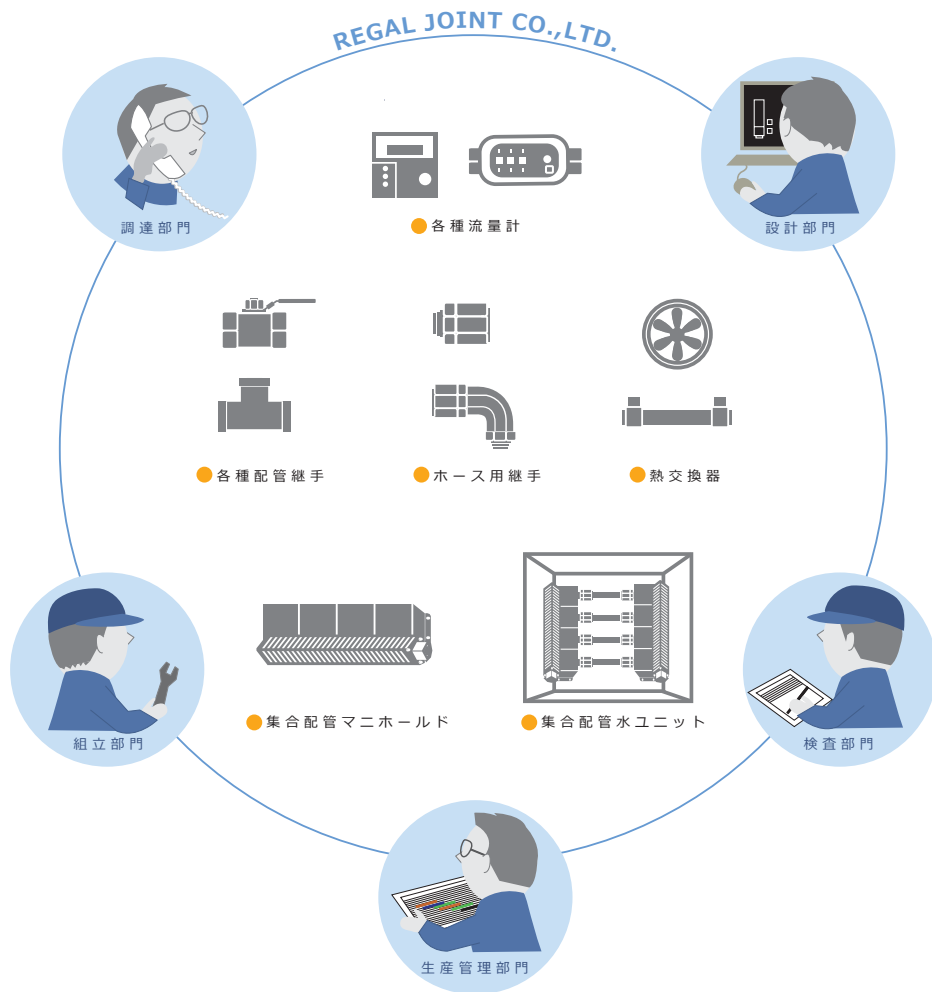 REGAL JOINT CO.,LTD.
調達部門
設計部門
各種流量計
各種配管継手
ホース用継手
熱交換器
集合配管マニホールド
集合配管水ユニット
組立部門
検査部門
生産管理部門